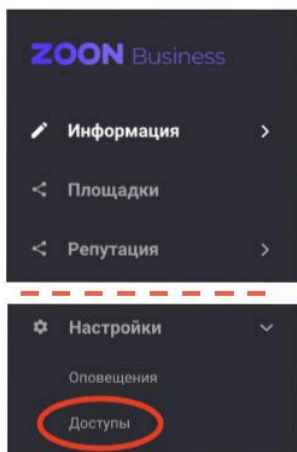 ZOON Business
Информация
Площадки
Репутация
Настройки
Оповещения
Доступы